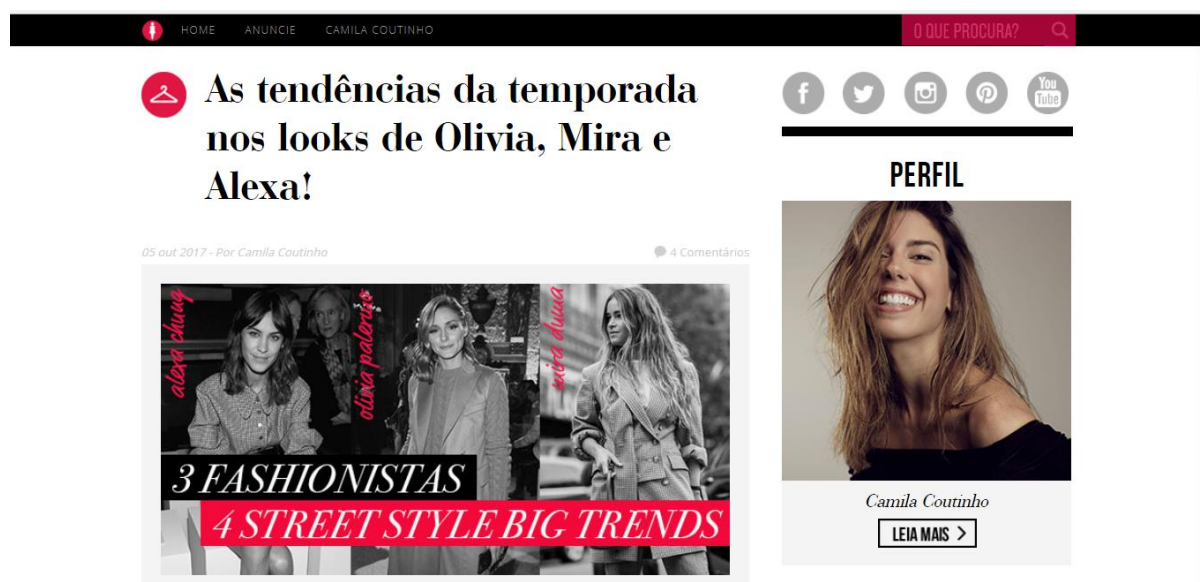 HOME ANUNCIE CAMILA COUTINHO
O QUE PROCURA?
As tendências da temporada
nos looks de Olivia, Mira e
Alexa!
05 out 2017 - Por Camila Coutinho
4 Comentários
alexa chung
olivia palermo
mira duma
3 FASHIONISTAS
4 STREET STYLE BIG TRENDS
You
Tube
PERFIL
Camila Coutinho
LEIA MAIS